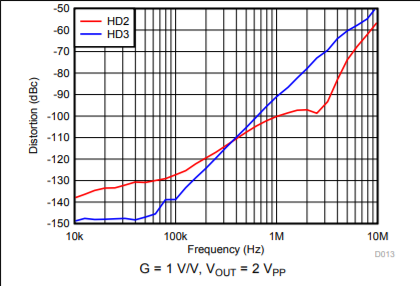 -50
-60
-70
-80
-90
-100
-110
-120
-130
-140
-150
Distortion (dBc)
HD2
HD3
10k 100k 1M 10M
Frequency (Hz)
D013
G = 1 V/V, VOUT = 2 VPP